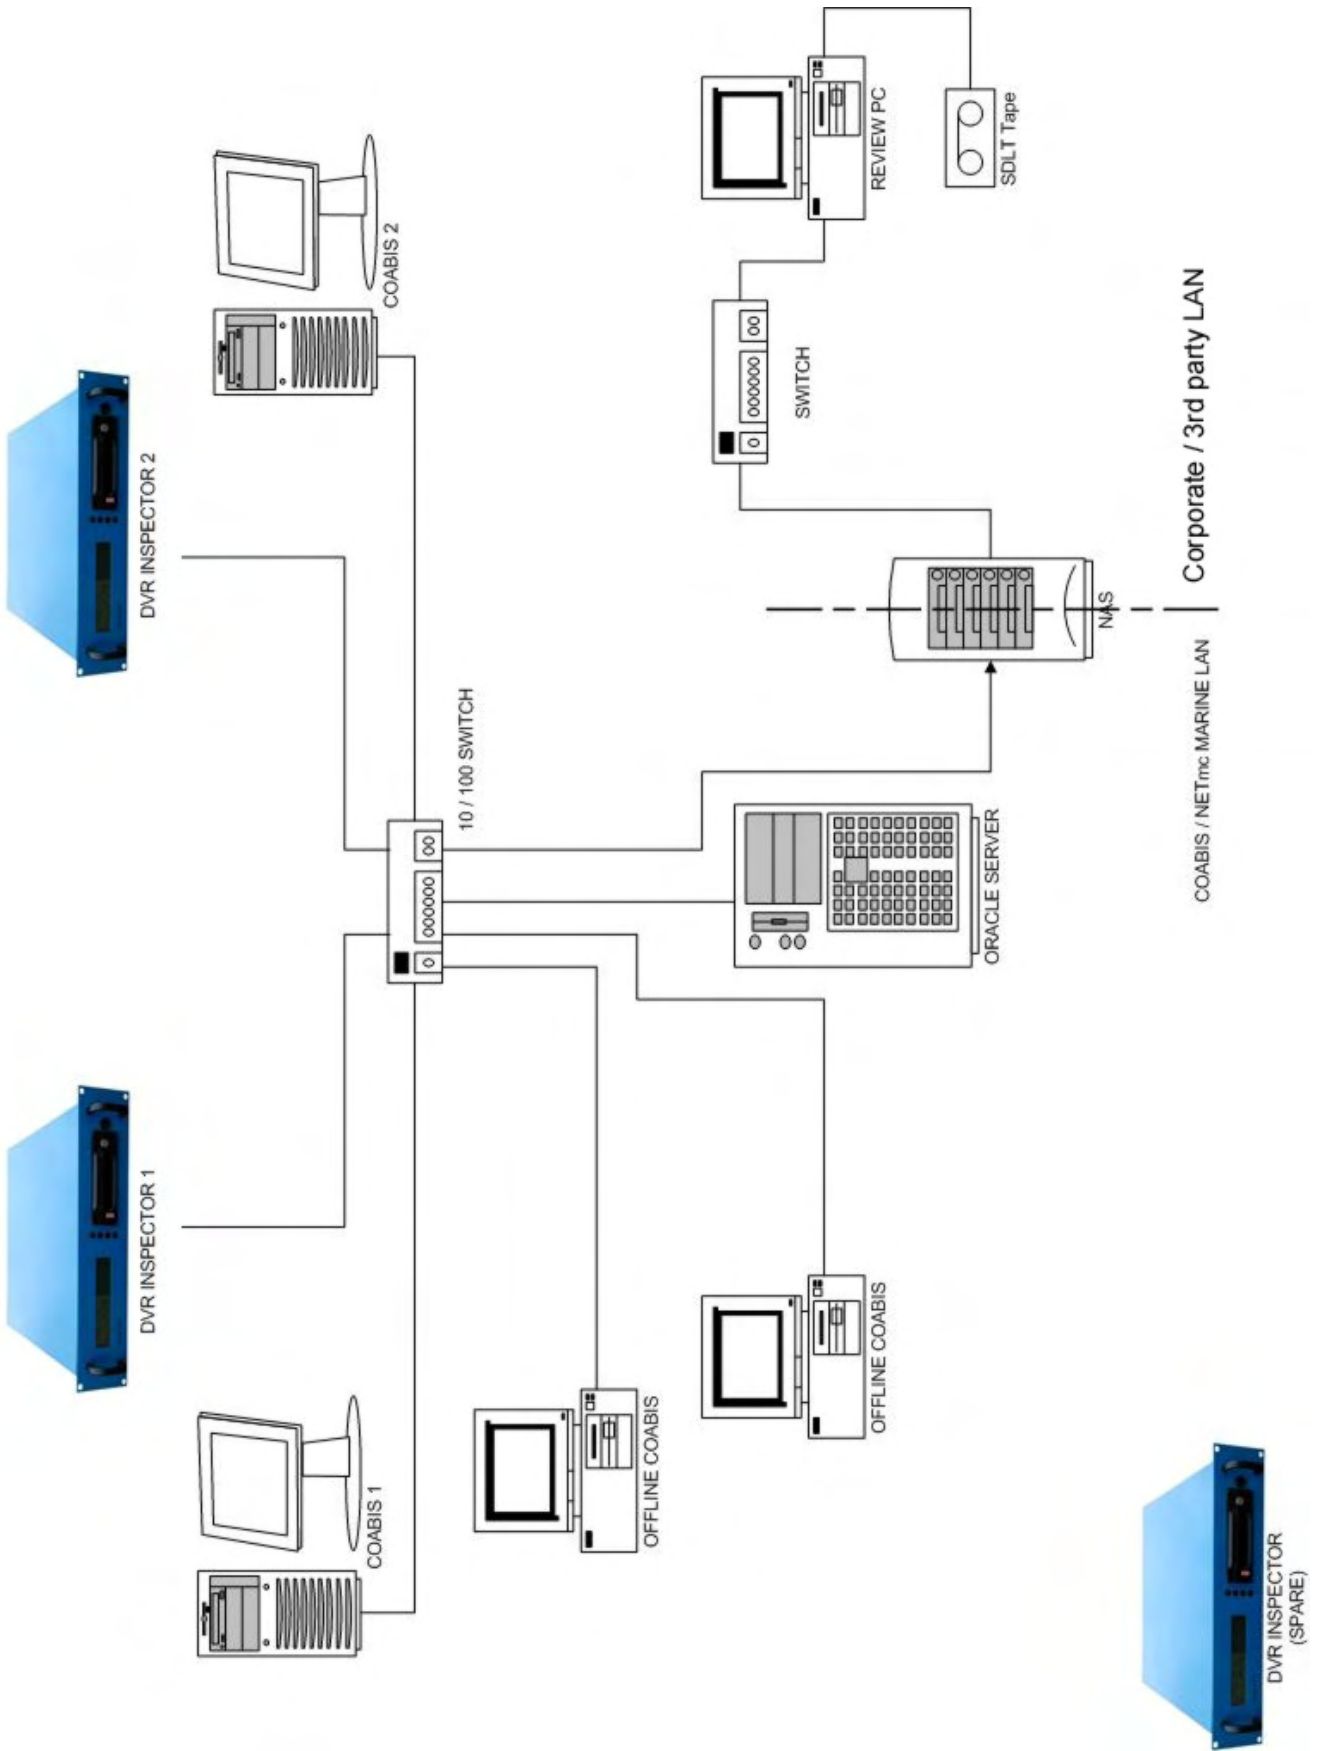 DVR INSPECTOR 1
DVR INSPECTOR 2
COABIS 1
COABIS 2
10 / 100 SWITCH
OFFLINE COABIS
OFFLINE COABIS
ORACLE SERVER
NAS
SWITCH
REVIEW PC
SDLT Tape
COABIS / NETmc MARINE LAN
Corporate / 3rd party LAN
DVR INSPECTOR
(SPARE)